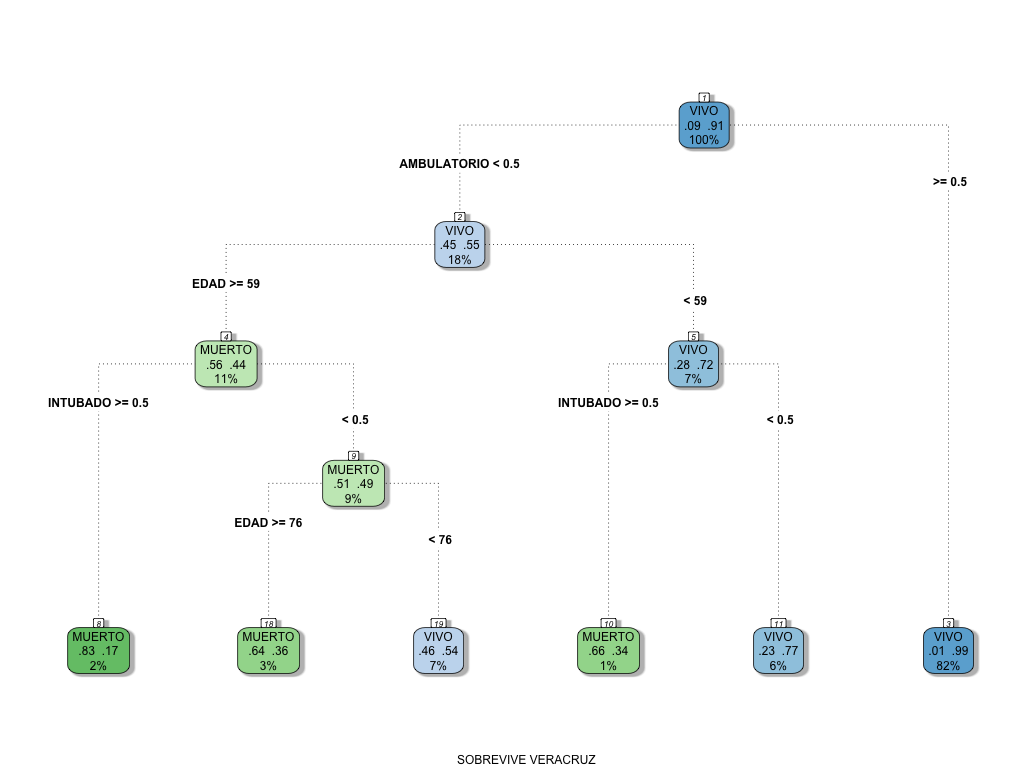 1
VIVO
.09 .91
100%
AMBULATORIO < 0.5
>= 0.5
2
VIVO
.45 .55
18%
EDAD >= 59
< 59
4
MUERTO
.56 .44
11%
5
VIVO
.28 .72
7%
INTUBADO >= 0.5
< 0.5
INTUBADO >= 0.5
< 0.5
9
MUERTO
.51 .49
9%
EDAD >= 76
< 76
8
MUERTO
.83 .17
2%
18
MUERTO
.64 .36
3%
19
VIVO
.46 .54
7%
10
MUERTO
.66 .34
1%
11
VIVO
.23 .77
6%
3
VIVO
.01 .99
82%
SOBREVIVE VERACRUZ